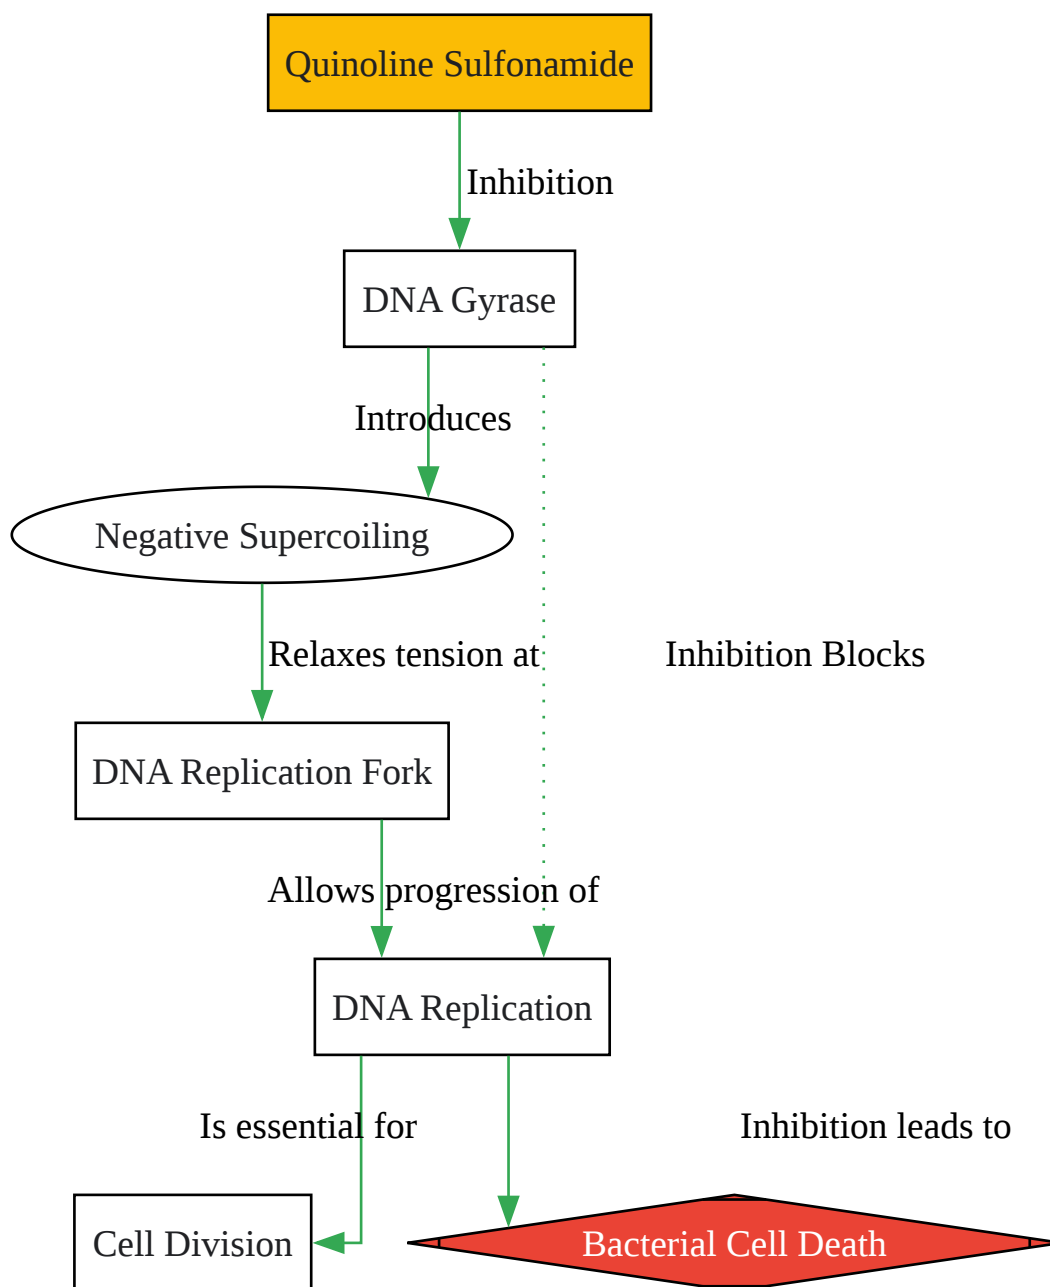 Quinoline Sulfonamide
Inhibition
DNA Gyrase
Introduces
Negative Supercoiling
Relaxes tension at
Inhibition Blocks
DNA Replication Fork
Allows progression of
DNA Replication
Is essential for
Inhibition leads to
Cell Division
Bacterial Cell Death